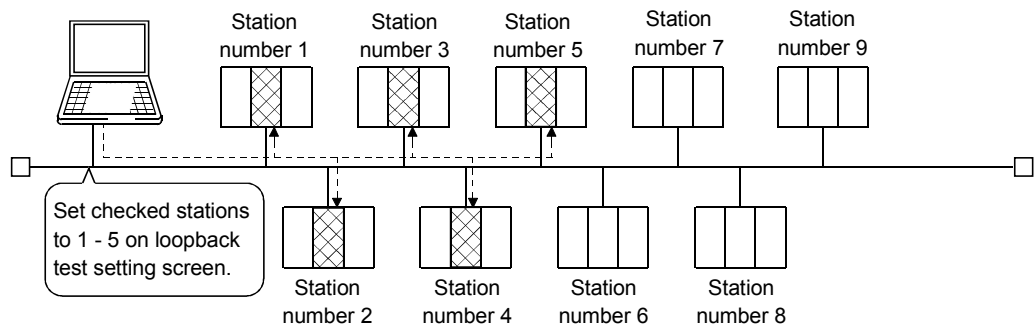 Station
number 1
Station
number 3
Station
number 5
Station
number 7
Station
number 9
Set checked stations
to 1 - 5 on loopback
test setting screen.
Station
number 2
Station
number 4
Station
number 6
Station
number 8